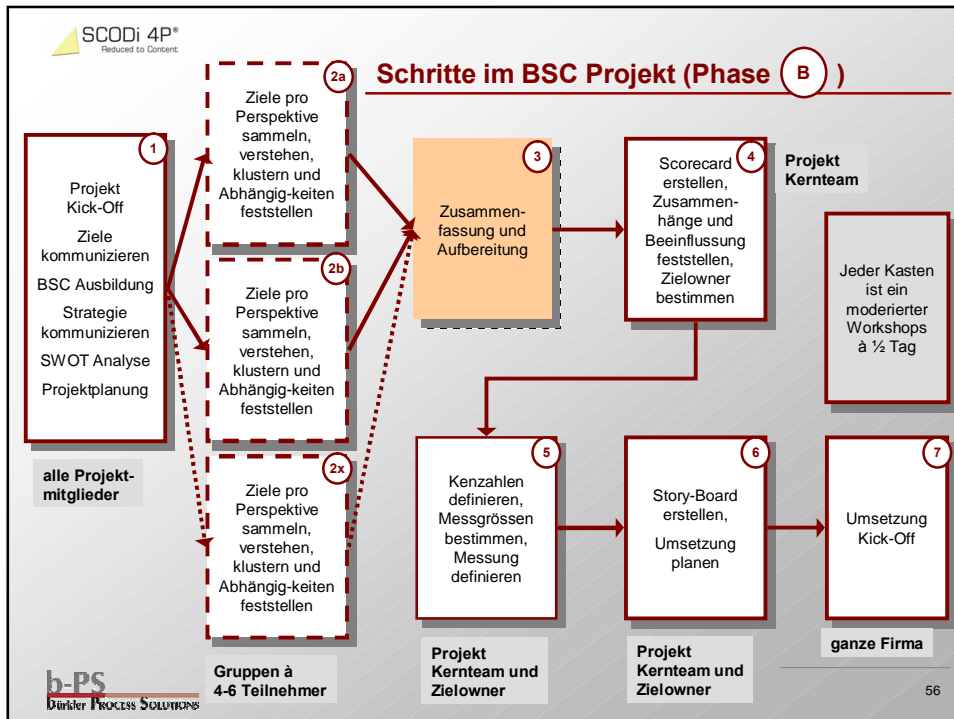 SCODi 4P®
Reduced to Content
Schritte im BSC Projekt (Phase B )
1
Projekt
Kick-Off
Ziele
kommunizieren
BSC Ausbildung
Strategie
kommunizieren
SWOT Analyse
Projektplanung
alle Projekt-
mitglieder
2a
Ziele pro
Perspektive
sammeln,
verstehen,
klustern und
Abhängig-keiten
feststellen
2b
Ziele pro
Perspektive
sammeln,
verstehen,
klustern und
Abhängig-keiten
feststellen
2x
Ziele pro
Perspektive
sammeln,
verstehen,
klustern und
Abhängig-keiten
feststellen
Gruppen à
4-6 Teilnehmer
3
Zusammen-
fassung und
Aufbereitung
4
Scorecard
erstellen,
Zusammen-
hänge und
Beeinflussung
feststellen,
Zielowner
bestimmen
Projekt
Kernteam
Jeder Kasten
ist ein
moderierter
Workshops
à ½ Tag
5
Kenzahlen
definieren,
Messgrössen
bestimmen,
Messung
definieren
Projekt
Kernteam und
Zielowner
6
Story-Board
erstellen,
Umsetzung
planen
Projekt
Kernteam und
Zielowner
7
Umsetzung
Kick-Off
ganze Firma
b-PS
Bürkler Process Solutions
56